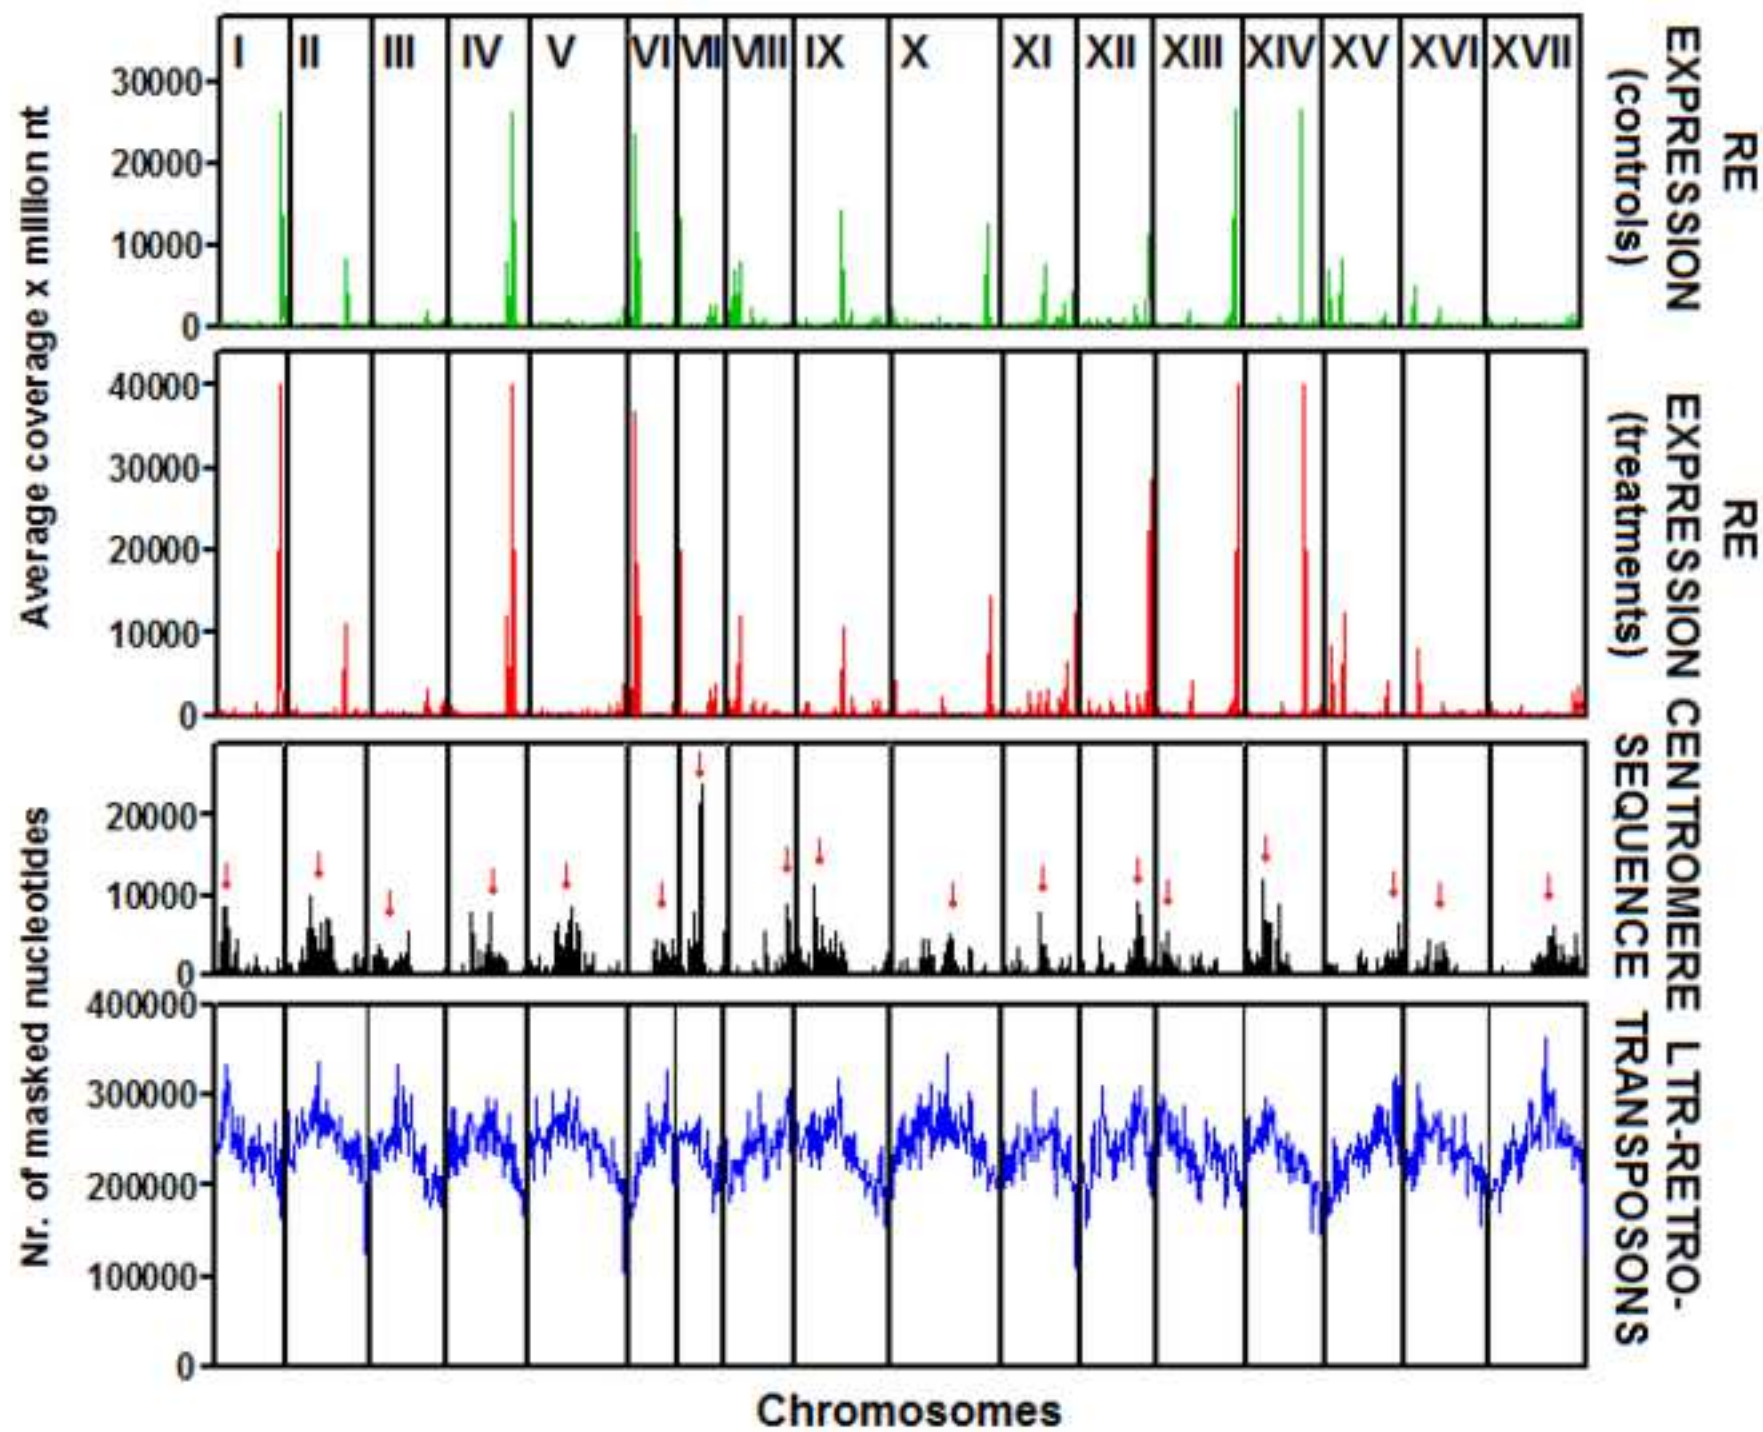 I II III IV V VI VII VIII IX X XI XII XIII XIV XV XVI XVII
30000
20000
10000
0
40000
30000
20000
10000
0
20000
10000
0
400000
300000
200000
100000
0
Average coverage x million nt
Nr. of masked nucleotides
RE
EXPRESSION
(controls)
RE
EXPRESSION
(treatments)
CENTROMERE
SEQUENCE
LTR-RETRO-
TRANSPOSONS
Chromosomes